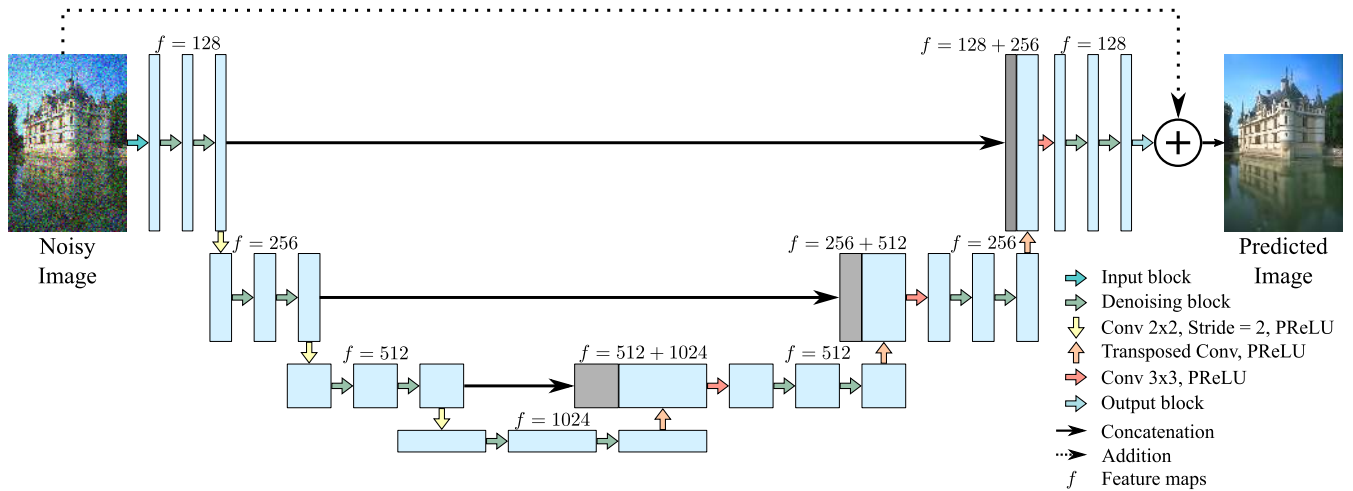 f = 128
f = 128 + 256
f = 128
Noisy
Image
f = 256
f = 256 + 512
f = 256
Predicted
Image
f = 512
f = 512 + 1024
f = 512
f = 1024
Input block
Denoising block
Conv 2x2, Stride = 2, PReLU
Transposed Conv, PReLU
Conv 3x3, PReLU
Output block
Concatenation
Addition
f Feature maps